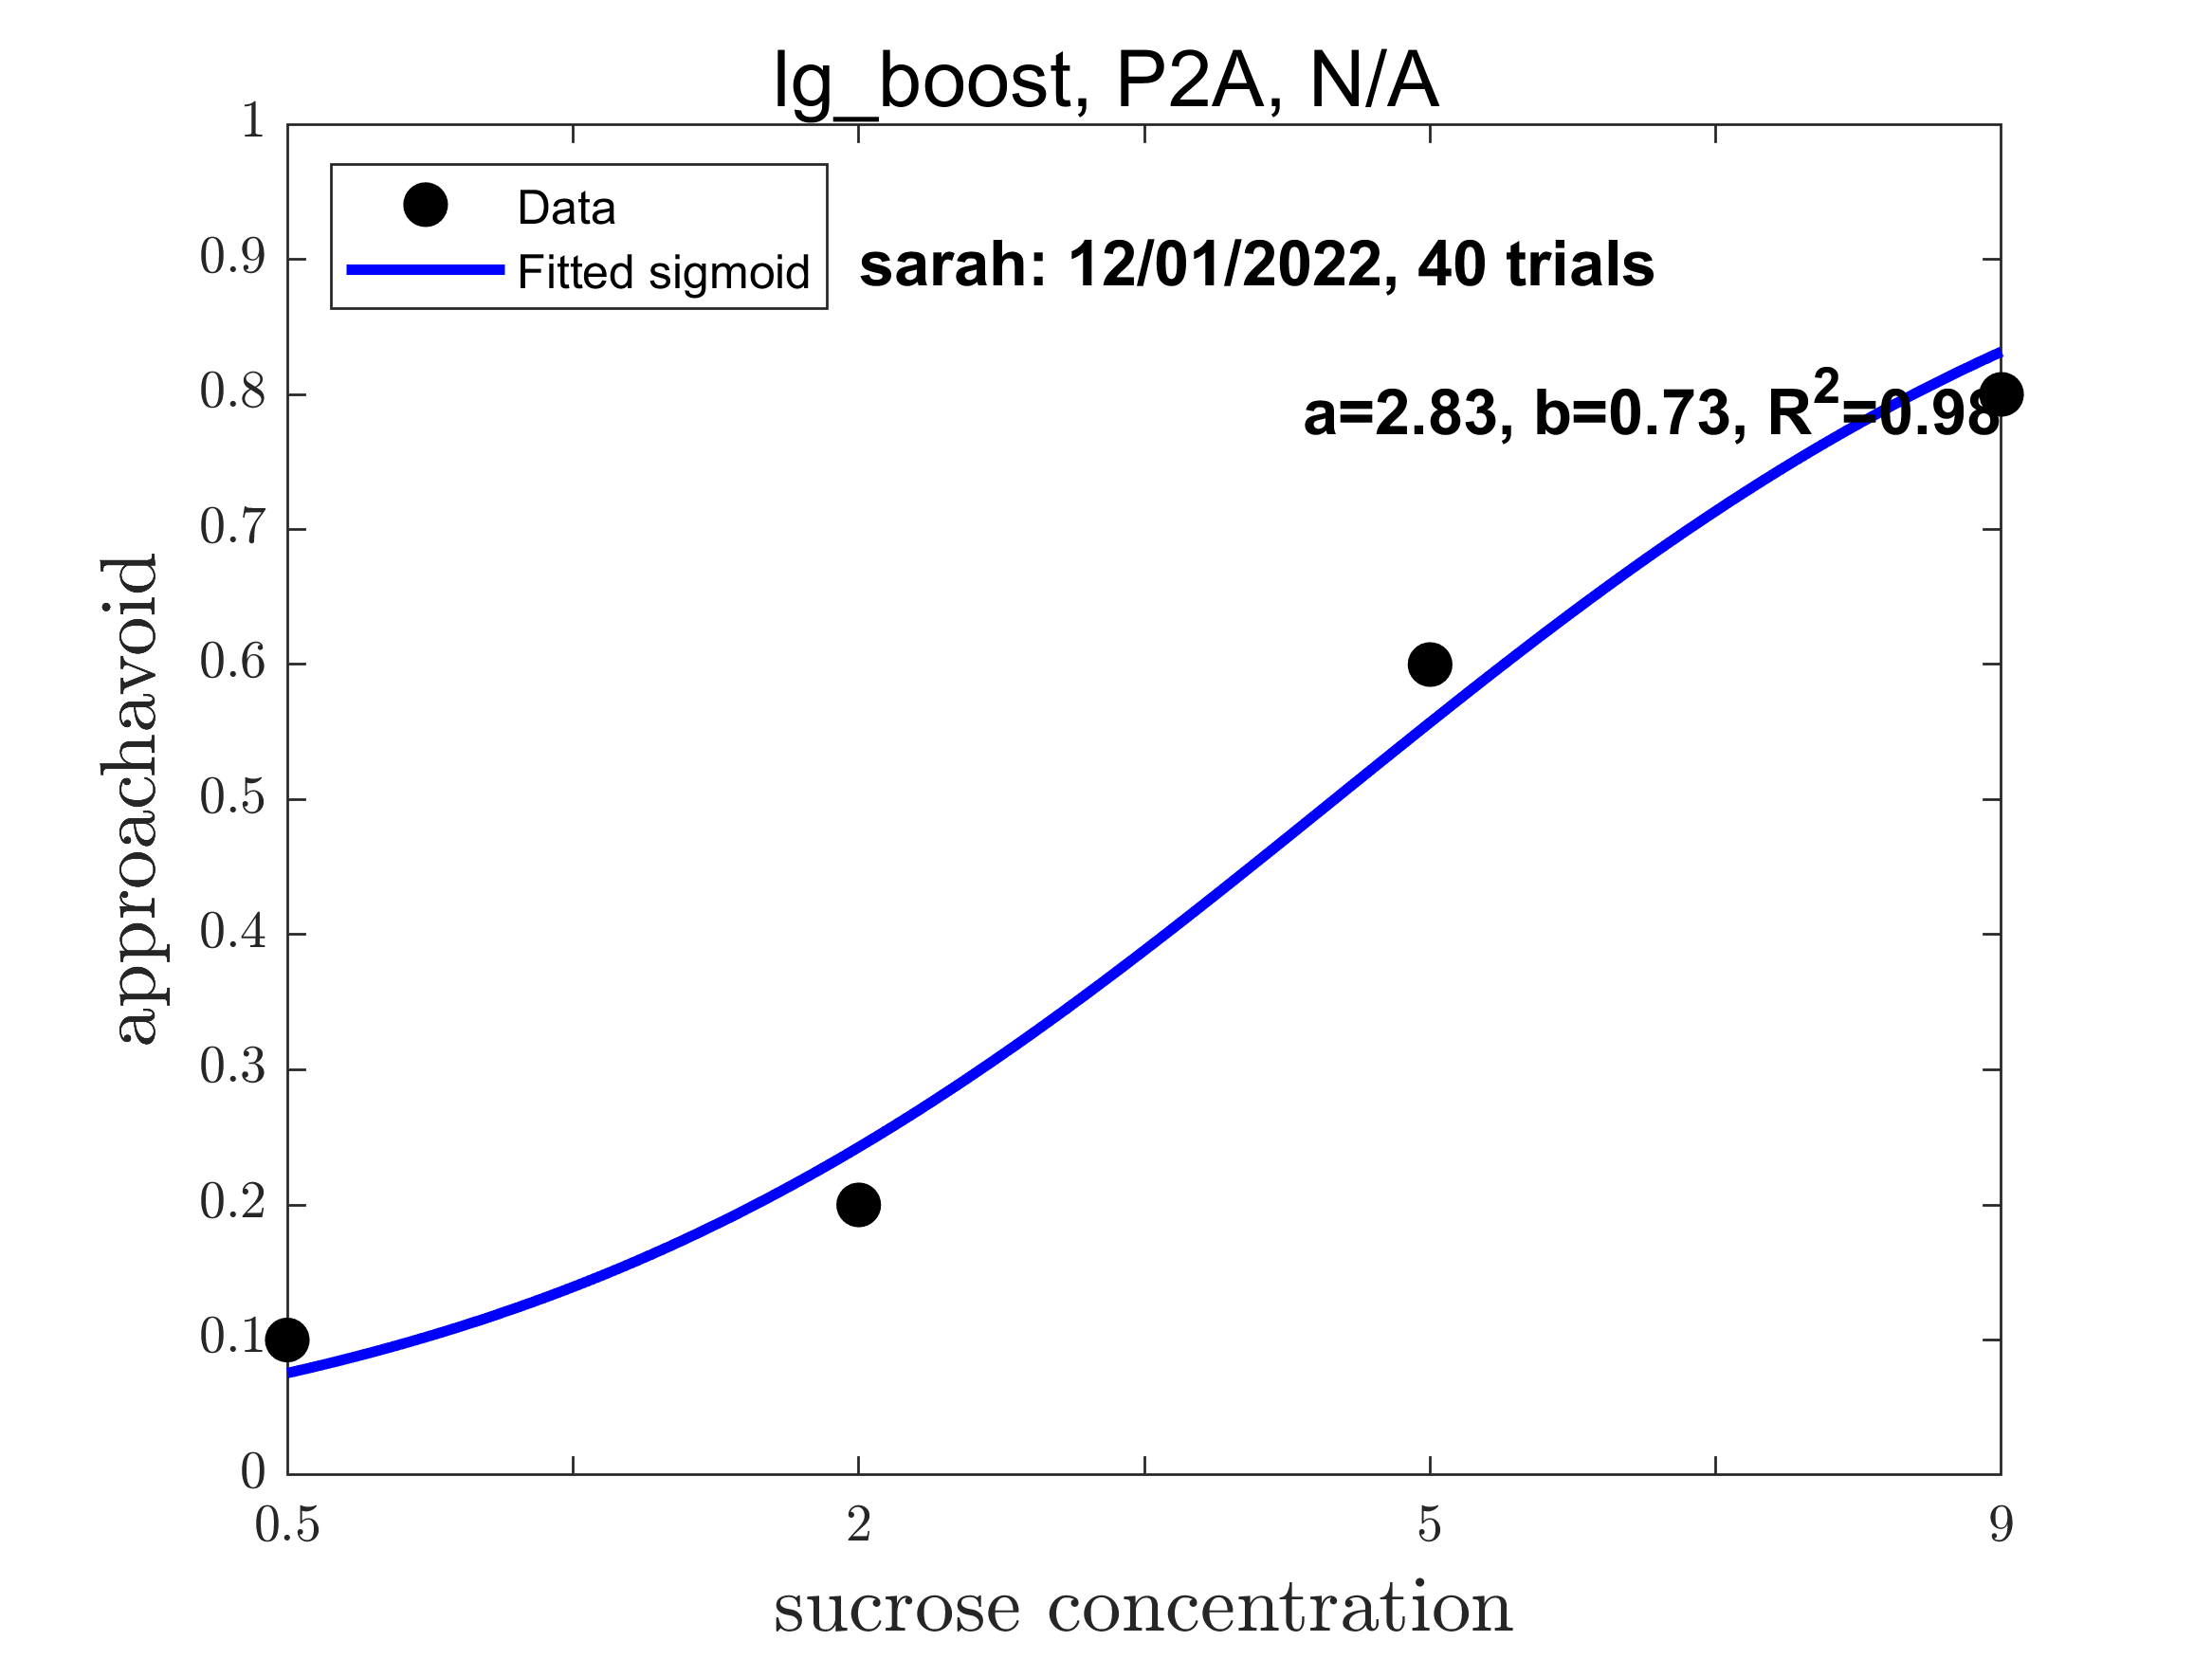 lg_boost, P2A, N/A
1
Data
Fitted sigmoid
0.9
sarah: 12/01/2022, 40 trials
0.8
a=2.83, b=0.73, R²=0.98
0.7
0.6
0.5
0.4
0.3
0.2
0.1
0
approachavoid
0.5 2 5 9
sucrose concentration